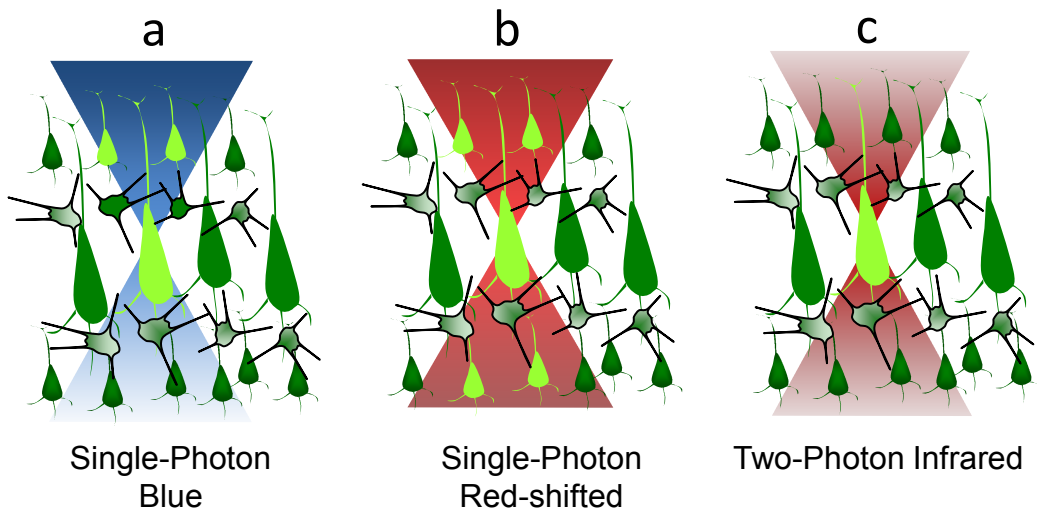 a
b
c
Single-Photon
Blue
Single-Photon
Red-shifted
Two-Photon Infrared